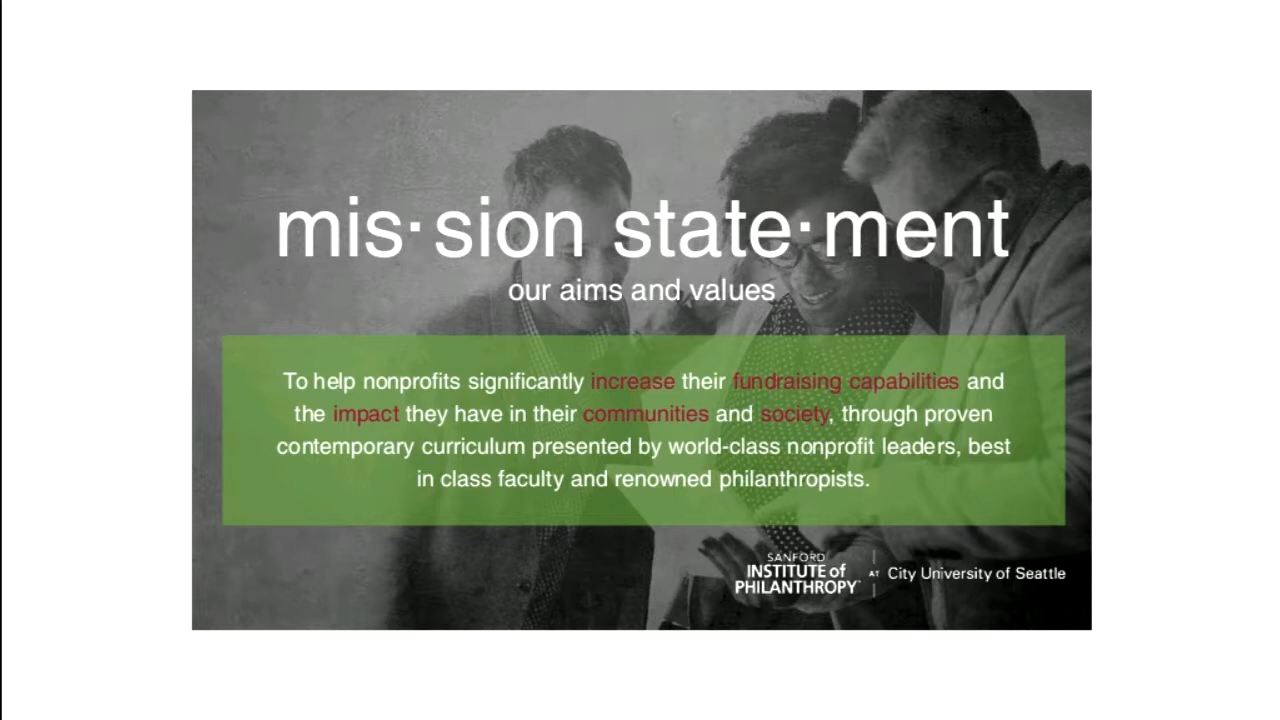 mis·sion state·ment
our aims and values
To help nonprofits significantly increase their fundraising capabilities and
the impact they have in their communities and society, through proven
contemporary curriculum presented by world-class nonprofit leaders, best
in class faculty and renowned philanthropists.
SANFORD
INSTITUTE of
PHILANTHROPY
AT City University of Seattle